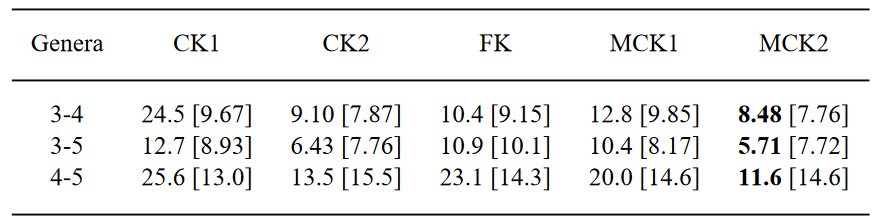 Genera CK1 CK2 FK MCK1 MCK2
3-4 24.5 [9.67] 9.10 [7.87] 10.4 [9.15] 12.8 [9.85] 8.48 [7.76]
3-5 12.7 [8.93] 6.43 [7.76] 10.9 [10.1] 10.4 [8.17] 5.71 [7.72]
4-5 25.6 [13.0] 13.5 [15.5] 23.1 [14.3] 20.0 [14.6] 11.6 [14.6]